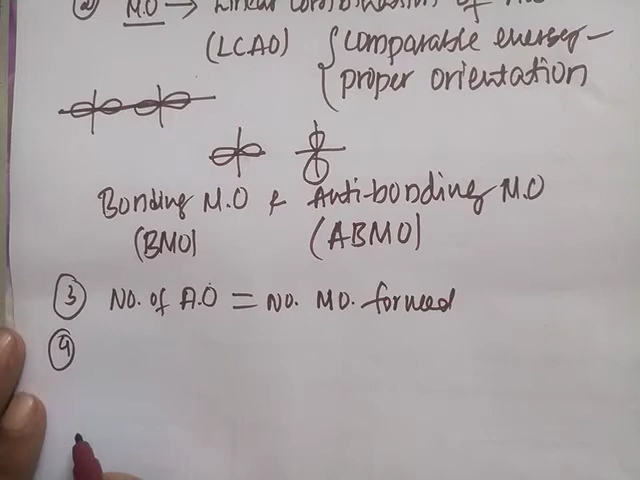 ② M.O → Linear Combination of A.O
(LCAO) { Comparable energy -
proper orientation
Bonding M.O & Anti-bonding M.O
(BMO) (ABMO)
③ NO. of A.O = NO. MO. formed
④